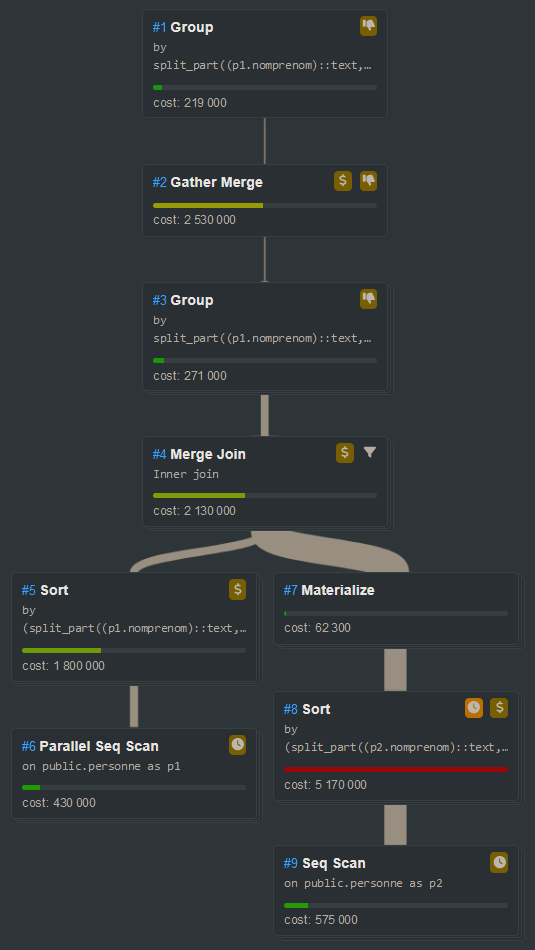 #1 Group
by
split_part((p1.nomprenom)::text,…
cost: 219 000
#2 Gather Merge
$
cost: 2 530 000
#3 Group
by
split_part((p1.nomprenom)::text,…
cost: 271 000
#4 Merge Join
$
Inner join
cost: 2 130 000
#5 Sort
$
by
(split_part((p1.nomprenom)::text,…
cost: 1 800 000
#7 Materialize
cost: 62 300
#6 Parallel Seq Scan
on public.personne as p1
cost: 430 000
#8 Sort
$
by
(split_part((p2.nomprenom)::text,…
cost: 5 170 000
#9 Seq Scan
on public.personne as p2
cost: 575 000